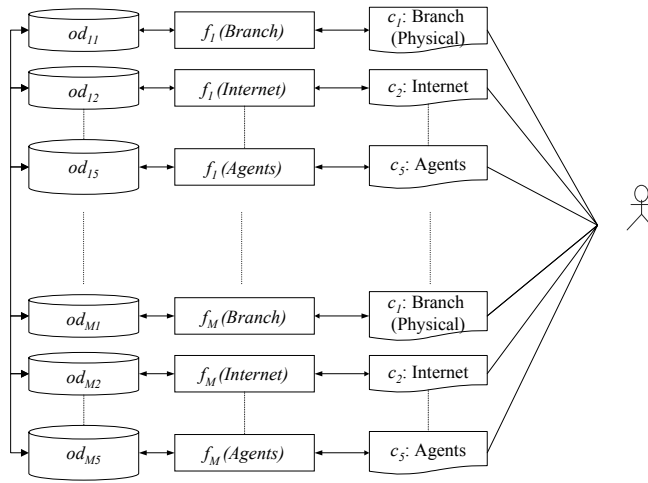 od11
f1 (Branch)
c1: Branch
(Physical)
od12
f1 (Internet)
c2: Internet
od15
f1 (Agents)
c5: Agents
odM1
fM (Branch)
c1: Branch
(Physical)
odM2
fM (Internet)
c2: Internet
odM5
fM (Agents)
c5: Agents